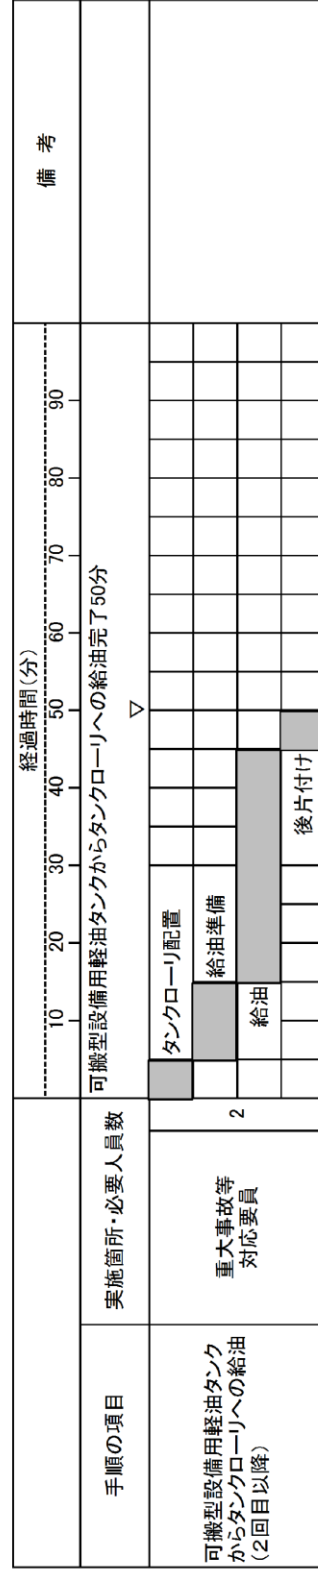 経過時間(分)
備 考
10 20 30 40 50 60 70 80 90
手順の項目
実施箇所・必要人員数
可搬型設備用軽油タンクからタンクローリへの給油完了50分
▽
可搬型設備用軽油タンク
からタンクローリへの給油
(2回目以降)
重大事故等
対応要員
2
タンクローリ配置
給油準備
給油
後片付け